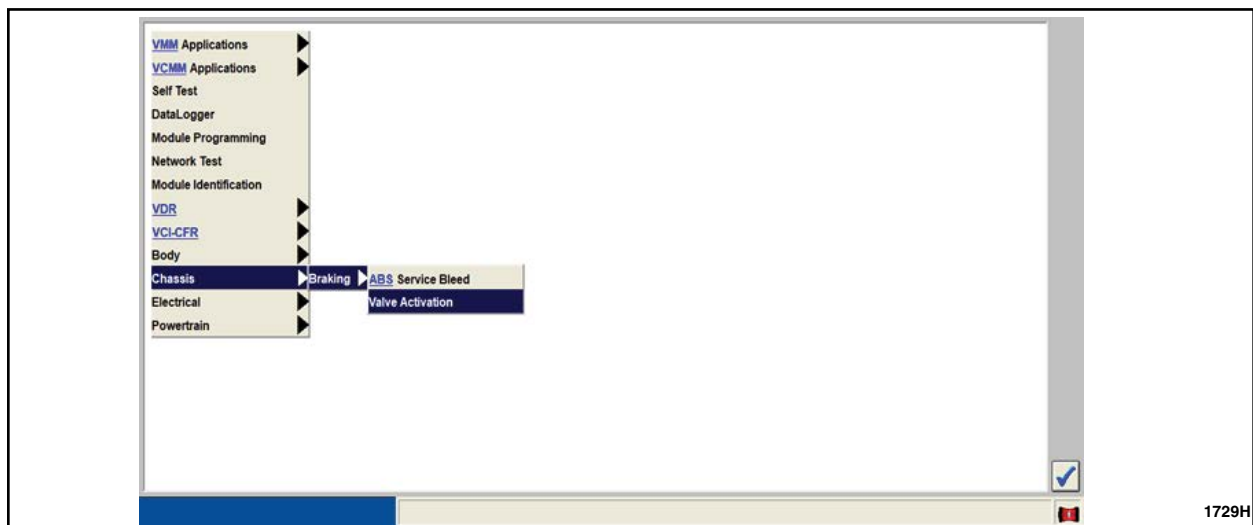 VMM Applications
VCMM Applications
Self Test
DataLogger
Module Programming
Network Test
Module Identification
VDR
VCI-CFR
Body
Chassis
Braking
ABS Service Bleed
Valve Activation
Electrical
Powertrain
1729H